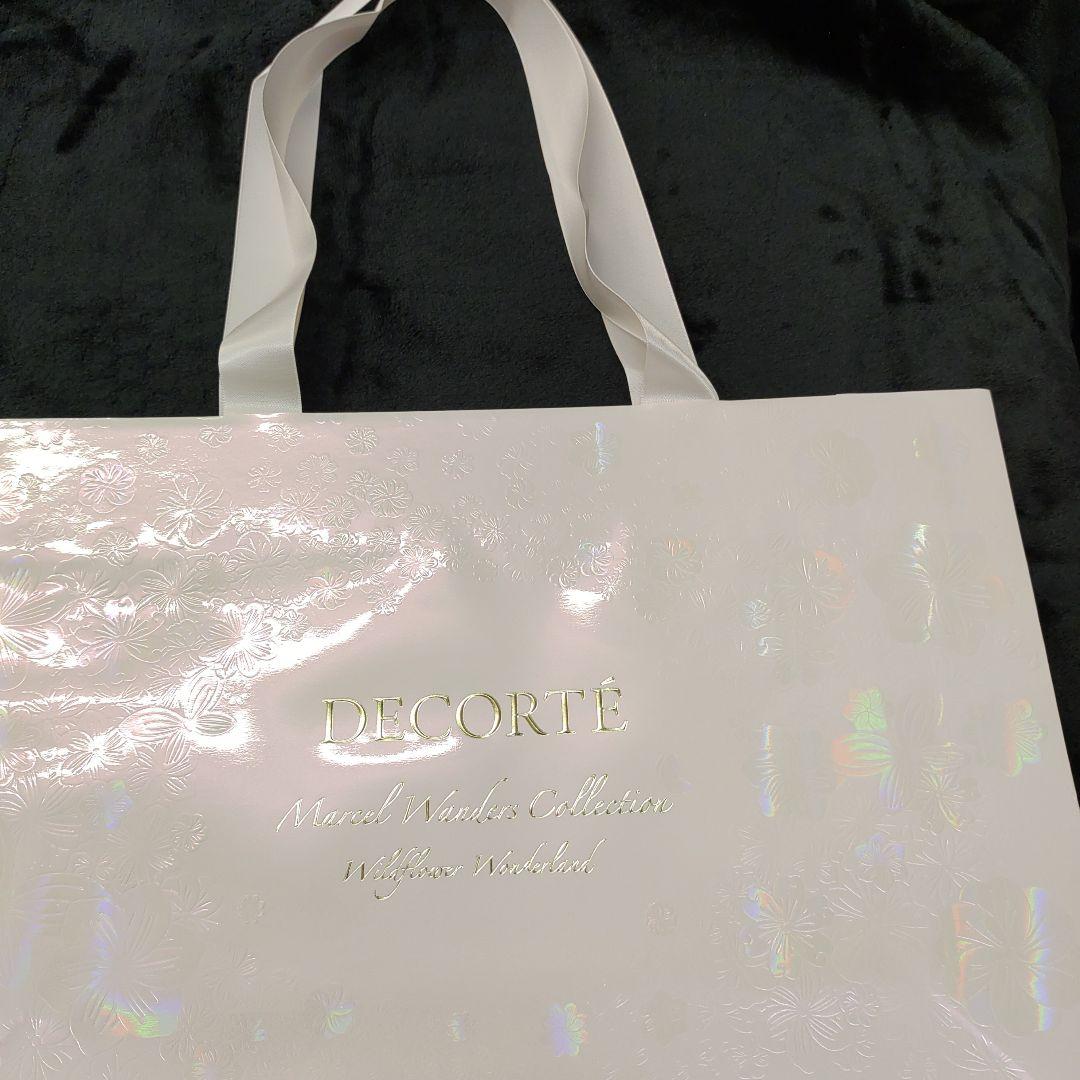 DECORTÉ
Marcel Wanders Collection
Wildflower Wonderland